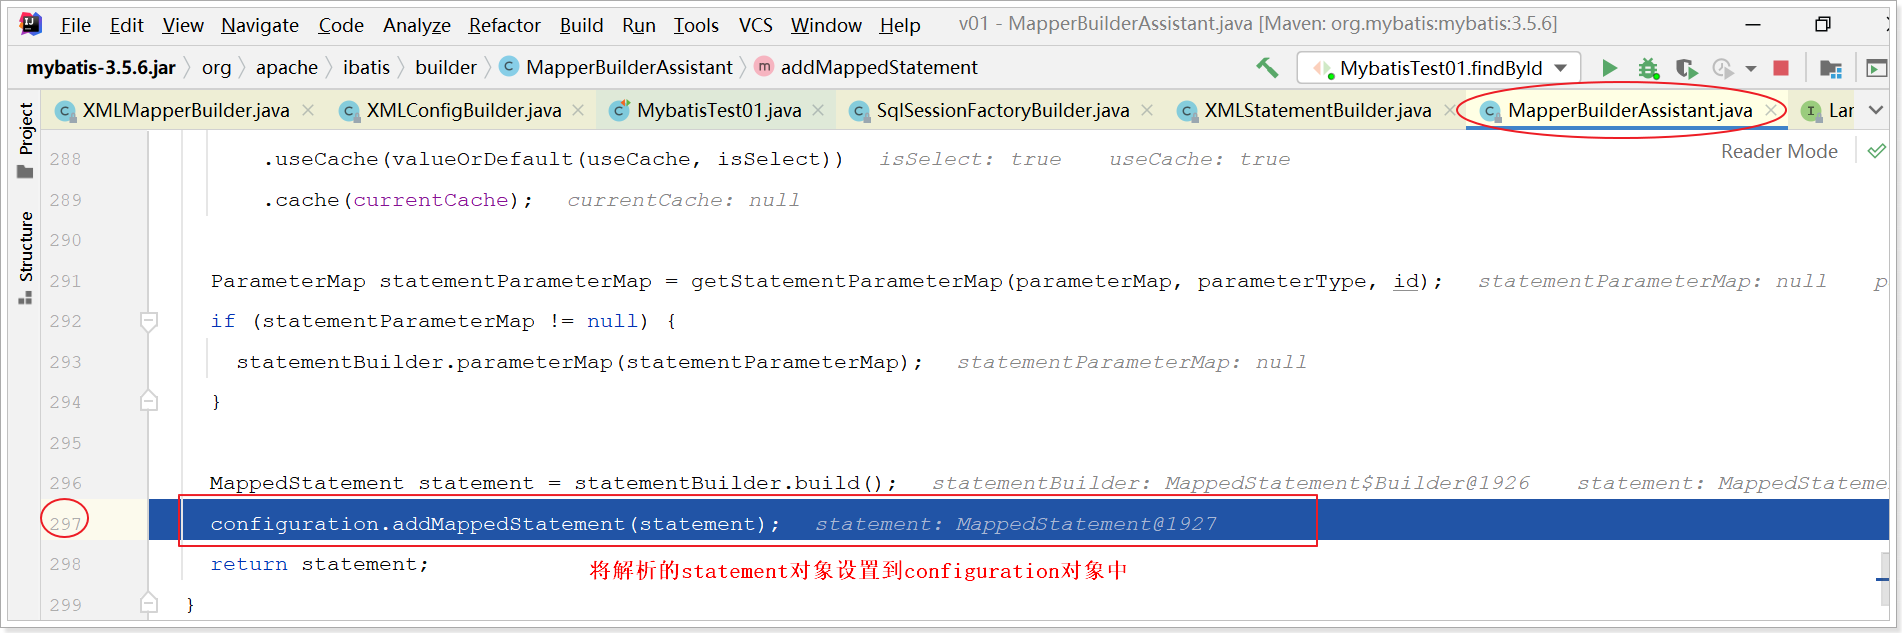 File Edit View Navigate Code Analyze Refactor Build Run Tools VCS Window Help v01 - MapperBuilderAssistant.java [Maven: org.mybatis:mybatis:3.5.6]
mybatis-3.5.6.jar org apache ibatis builder C MapperBuilderAssistant m addMappedStatement MybatisTest01.findById
XMLMapperBuilder.java XMLConfigBuilder.java MybatisTest01.java SqlSessionFactoryBuilder.java XMLStatementBuilder.java MapperBuilderAssistant.java Lan
Project
Structure
Reader Mode
288 .useCache(valueOrDefault(useCache, isSelect)) isSelect: true useCache: true
289 .cache(currentCache); currentCache: null
290
291 ParameterMap statementParameterMap = getStatementParameterMap(parameterMap, parameterType, id); statementParameterMap: null p
292 if (statementParameterMap != null) {
293 statementBuilder.parameterMap(statementParameterMap); statementParameterMap: null
294 }
295
296 MappedStatement statement = statementBuilder.build(); statementBuilder: MappedStatement$Builder@1926 statement: MappedStateme
297 configuration.addMappedStatement(statement); statement: MappedStatement@1927
298 return statement;
将解析的statement对象设置到configuration对象中
299 }